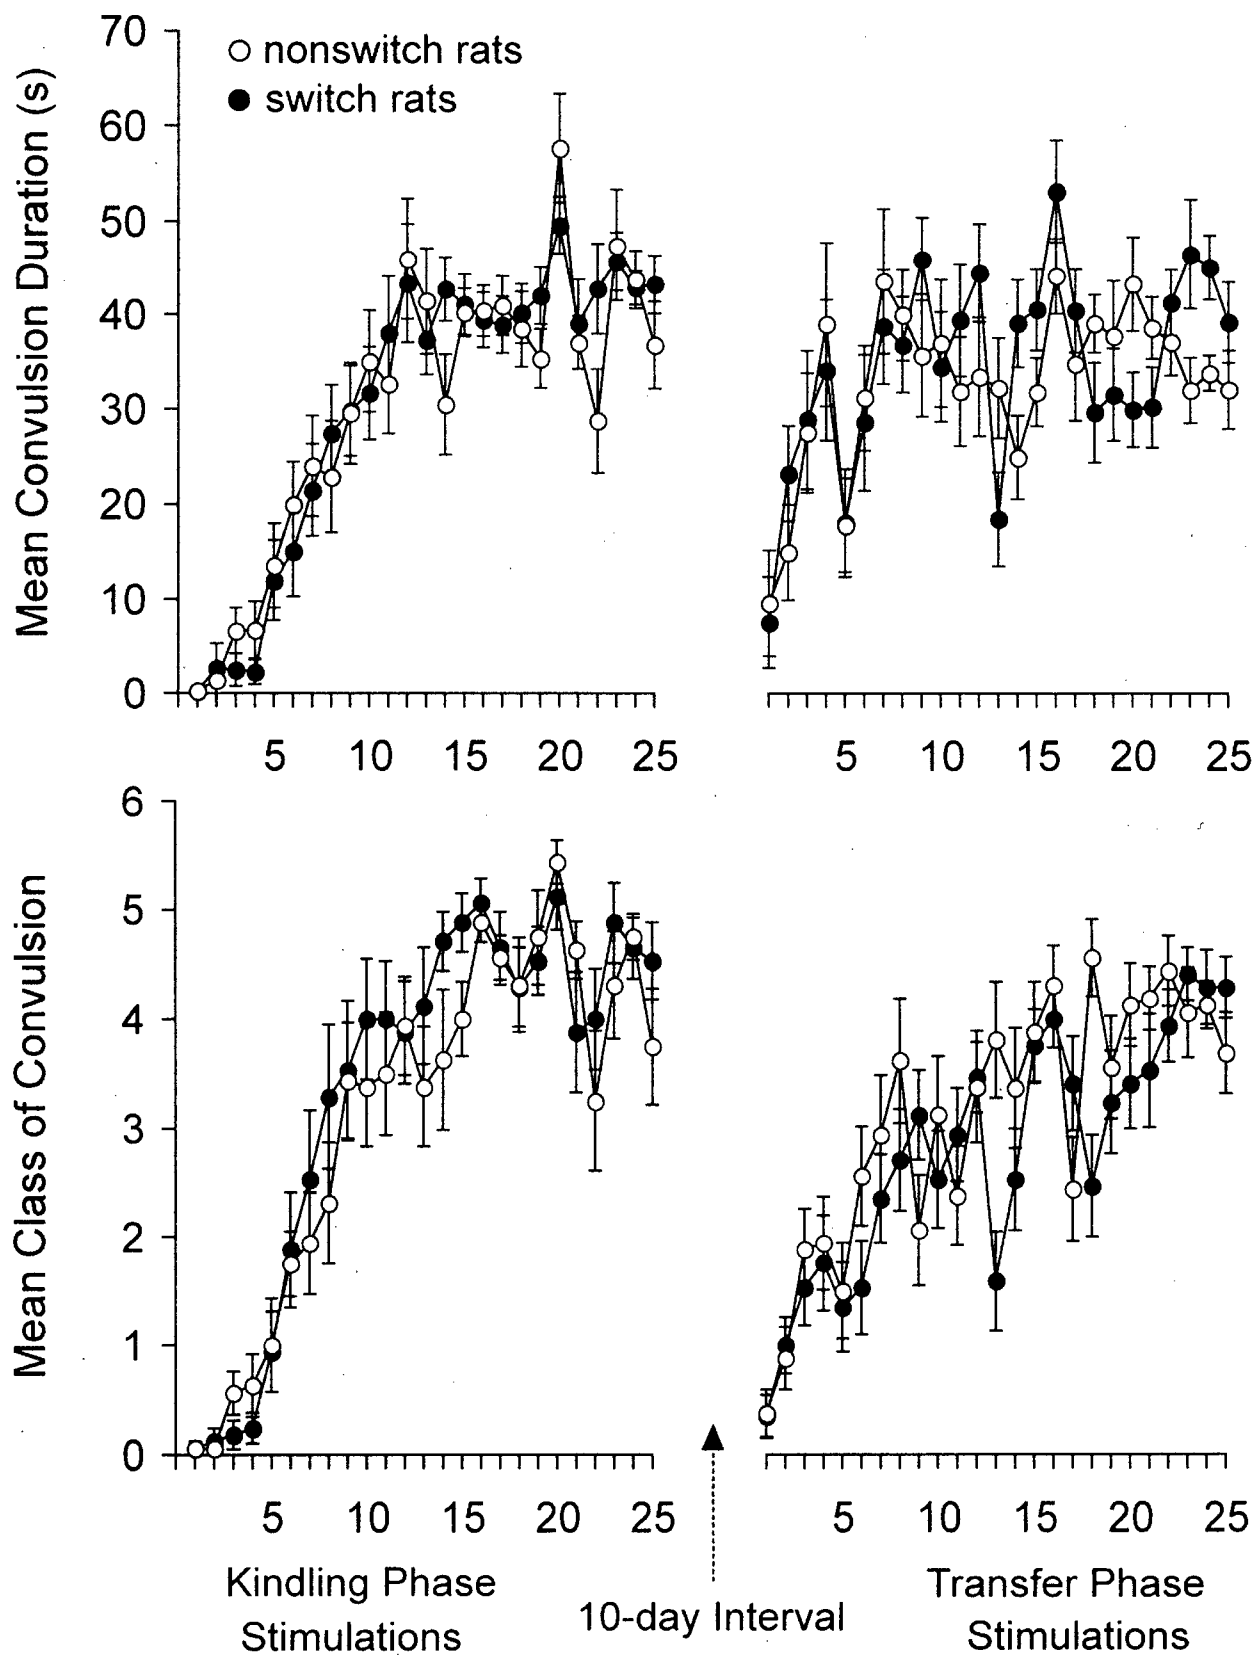 70
60
50
40
30
20
10
0
Mean Convulsion Duration (s)
nonswitch rats
switch rats
5 10 15 20 25
5 10 15 20 25
6
5
4
3
2
1
0
Mean Class of Convulsion
5 10 15 20 25
5 10 15 20 25
Kindling Phase
Stimulations
10-day Interval
Transfer Phase
Stimulations